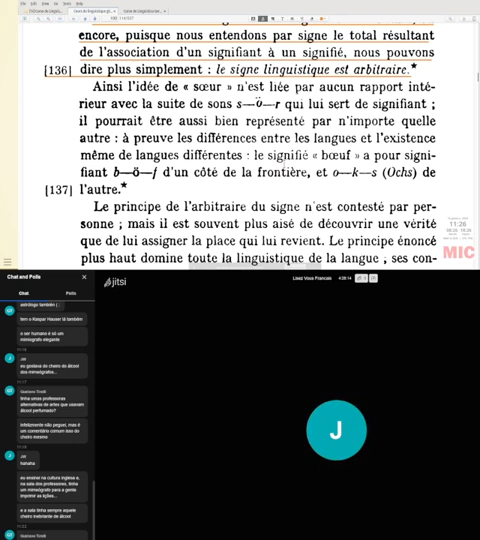 encore, puisque nous entendons par signe le total résultant
de l'association d'un signifiant à un signifié, nous pouvons
[136] dire plus simplement : le signe linguistique est arbitraire.★
Ainsi l'idée de « sœur » n'est liée par aucun rapport inté-
rieur avec la suite de sons s—ö—r qui lui sert de signifiant ;
il pourrait être aussi bien représenté par n'importe quelle
autre : à preuve les différences entre les langues et l'existence
même de langues différentes : le signifié « bœuf » a pour signi-
fiant b—ö—f d'un côté de la frontière, et o—k—s (Ochs) de
[137] l'autre.★
Le principe de l'arbitraire du signe n'est contesté par per-
sonne ; mais il est souvent plus aisé de découvrir une vérité
que de lui assigner la place qui lui revient. Le principe énoncé
plus haut domine toute la linguistique de la langue ; ses con-
11:26
MIC
Chat and Polls
Chat
Polls
tem o Kaspar Hauser tb também
o ser humano é só um
mimiógrafo elegante
eu gostava do cheiro do álcool
dos mimeógrafos...
tinha umas professoras
alternativas de artes que usavam
álcool perfumado?
infelizmente não peguei, mas é
um comentário comum isso do
cheiro mesmo
hahaha
eu ensinei na cultura inglesa e,
na sala dos professores, tinha
um mimeógrafo para a gente
imprimir as lições...
e a sala tinha sempre aquele
cheiro inebriante de álcool
jitsi
J